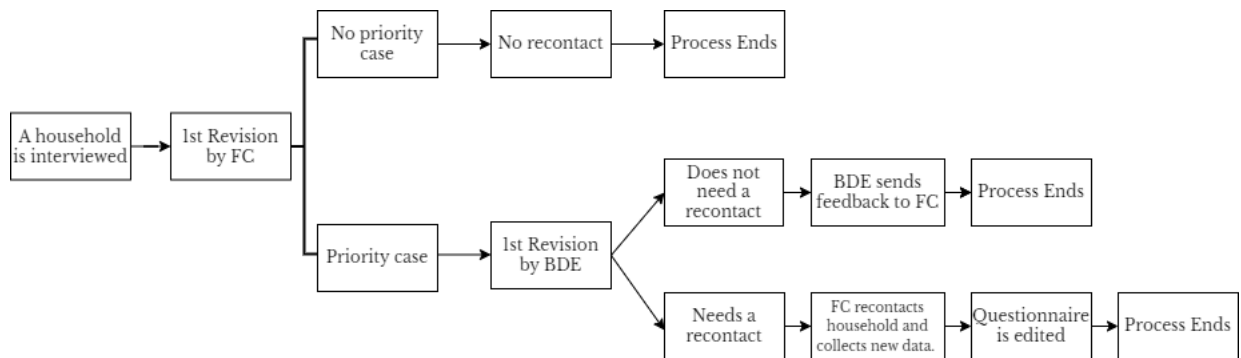 No priority
case
No recontact
Process Ends
A household
is interviewed
1st Revision
by FC
Priority case
1st Revision
by BDE
Does not
need a
recontact
BDE sends
feedback to FC
Process Ends
Needs a
recontact
FC recontacts
household and
collects new data.
Questionnaire
is edited
Process Ends